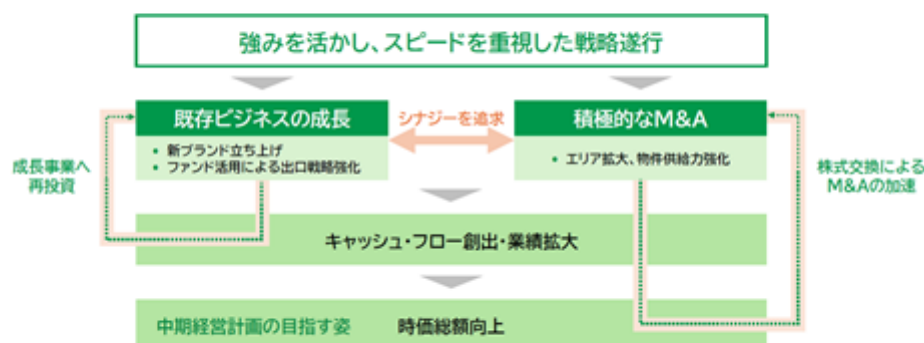 強みを活かし、スピードを重視した戦略遂行
既存ビジネスの成長
シナジーを追求
積極的なM&A
• 新ブランド立ち上げ
• ファンド活用による出口戦略強化
• エリア拡大、物件供給力強化
成長事業へ
再投資
株式交換による
M&Aの加速
キャッシュ・フロー創出・業績拡大
中期経営計画の目指す姿 時価総額向上